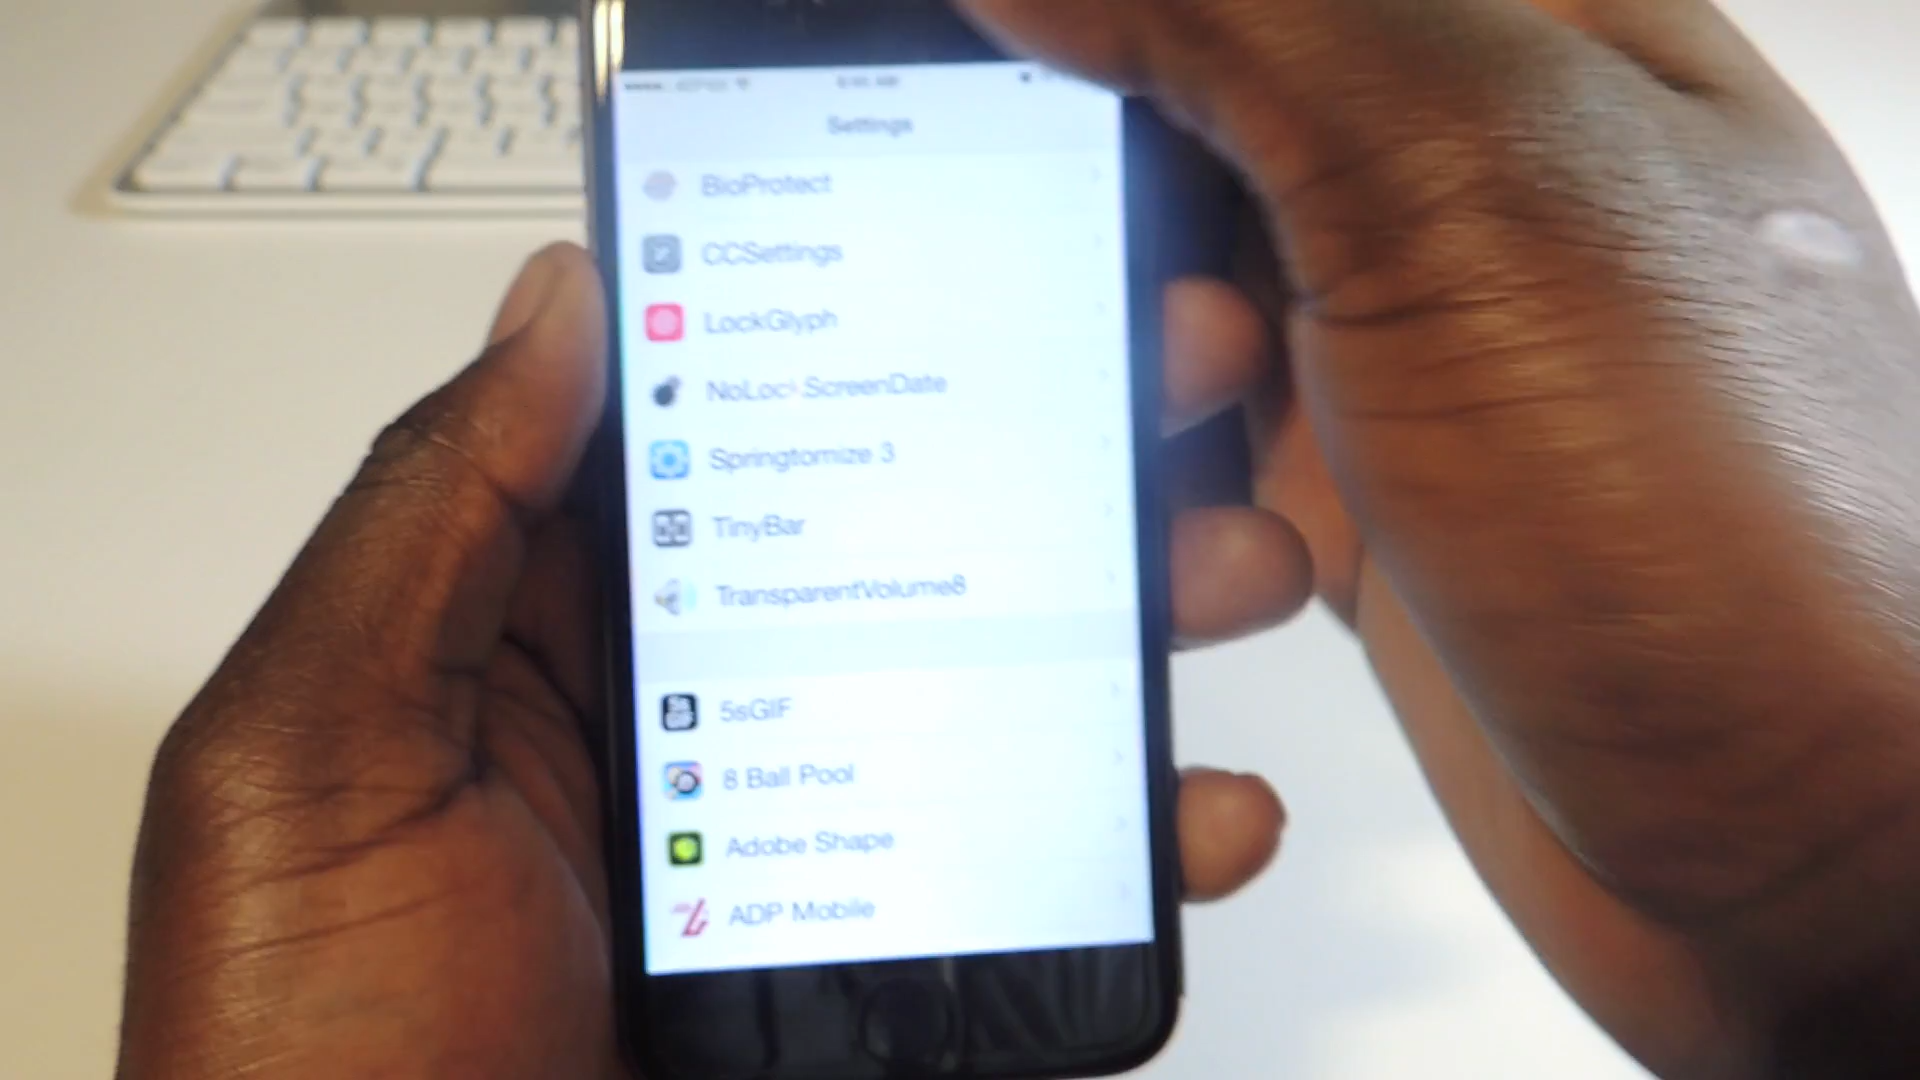 Settings
BioProtect
CCSettings
LockGlyph
NoLockScreenDate
Springtomize 3
TinyBar
TransparentVolume8
5sGIF
8 Ball Pool
Adobe Shape
ADP Mobile